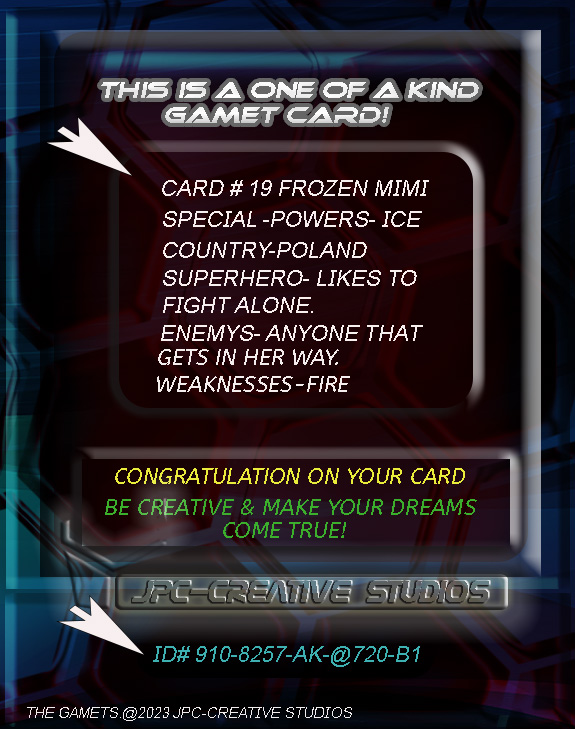 THIS IS A ONE OF A KIND
GAMET CARD!
CARD # 19 FROZEN MIMI
SPECIAL -POWERS- ICE
COUNTRY-POLAND
SUPERHERO- LIKES TO
FIGHT ALONE.
ENEMYS- ANYONE THAT
GETS IN HER WAY.
WEAKNESSES-FIRE
CONGRATULATION ON YOUR CARD
BE CREATIVE & MAKE YOUR DREAMS
COME TRUE!
JPC-CREATIVE STUDIOS
ID# 910-8257-AK-@720-B1
THE GAMETS.@2023 JPC-CREATIVE STUDIOS